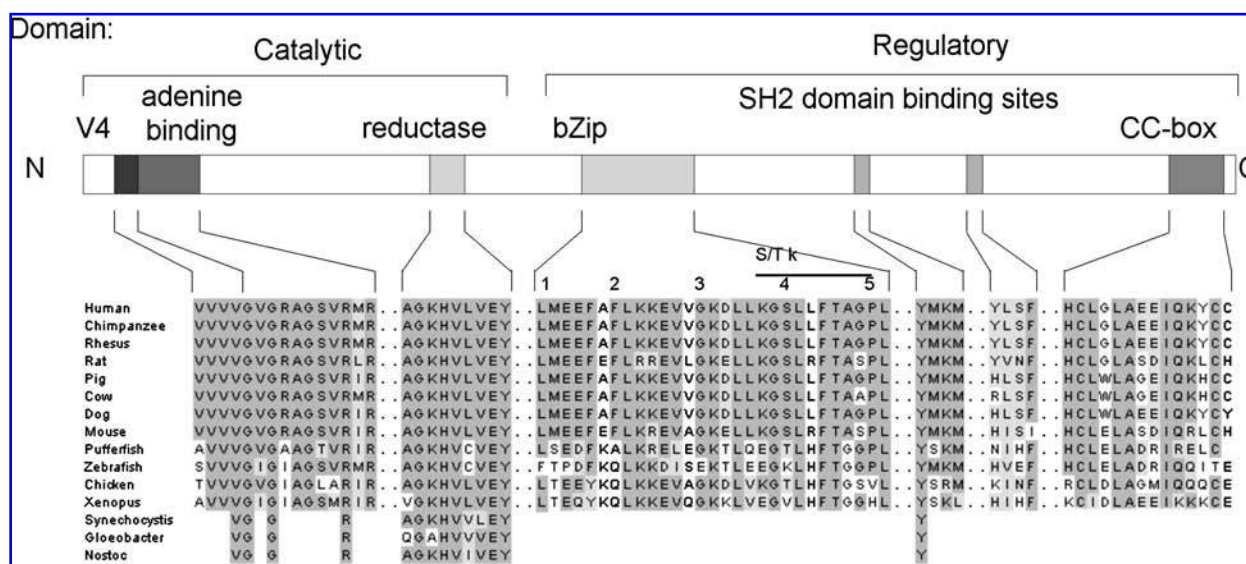 Domain:
Catalytic
Regulatory
adenine
SH2 domain binding sites
V4 binding reductase bZip CC-box
N C
S/T k
1 2 3 4 5
Human VVVVGVGRAGSVRMR..AGKHVLVEY..LMEEFAFLKKEVVGKDLLKGSLLFTAGPL..YMKM..YLSF..HCLGLAEEIQKYCC
Chimpanzee VVVVGVGRAGSVRMR..AGKHVLVEY..LMEEFAFLKKEVVGKDLLKGSLLFTAGPL..YMKM..YLSF..HCLGLAEEIQKYCC
Rhesus VVVVGVGRAGSVRMR..AGKHVLVEY..LMEEFAFLKKEVVGKDLLKGSLLFTAGPL..YMKM..YLSF..HCLGLAEEIQKYCC
Rat VVVVGVGRAGSVRLR..AGKHVLVEY..LMEEFEFLRREVLGKELLKGSLRFTASPL..YMKM..YVNF..HCLGLASDIQKLCH
Pig VVVVGVGRAGSVRIR..AGKHVLVEY..LMEEFAFLKKEVVGKDLLKGSLLFTAGPL..YMKM..HLSF..HCLWLAGEIQKHCC
Cow VVVVGVGRAGSVRMR..AGKHVLVEY..LMEEFAFLKKEVVGKDLLKGSLLFTAAPL..YMKM..RLSF..HCLWLAEEIQKHCC
Dog VVVVGVGRAGSVRIR..AGKHVLVEY..LMEEFAFLKKEVVGKDLLKGSLLFTAGPL..YMKM..HLSF..HCLWLAEEIQKYCY
Mouse VVVVGVGRAGSVRIR..AGKHVLVEY..LMEEFEFLKREVAGKELLKGSLRFTASPL..YMKM..HISI..HCLELASDIQRLCH
Pufferfish AVVVGVGAAGTVRIR..AGKHVCVEY..LSEDFKALKRELEGKTLQEGTLHFTGGPL..YSKM..NIHF..HCLELADRIRELC
Zebrafish SVVVGIGIAGSVRMR..AGKHVLVEY..FTPDFKQLKKDISEKTLEEGKLHFTGGPL..YMKM..HVEF..HCLELADRIQQITE
Chicken TVVVGVGIAGLARIR..AGKHVLVEY..LTEEYKQLKKEVAGKDLVKGTLHFTGSVL..YSRM..KINF..RCLDLAGMIQQQCE
Xenopus AVVVGIGIAGSMRIR..VGKHVLVEY..LTEQYKQLKKEVQGKKLVEGVLHFTGGHL..YSKL..HIHF..KCIDLAEEIKKKCE
Synechocystis VG G R AGKHVVLEY Y
Gloeobacter VG G R QGAHVVVEY Y
Nostoc VG G R AGKHVIVEY Y